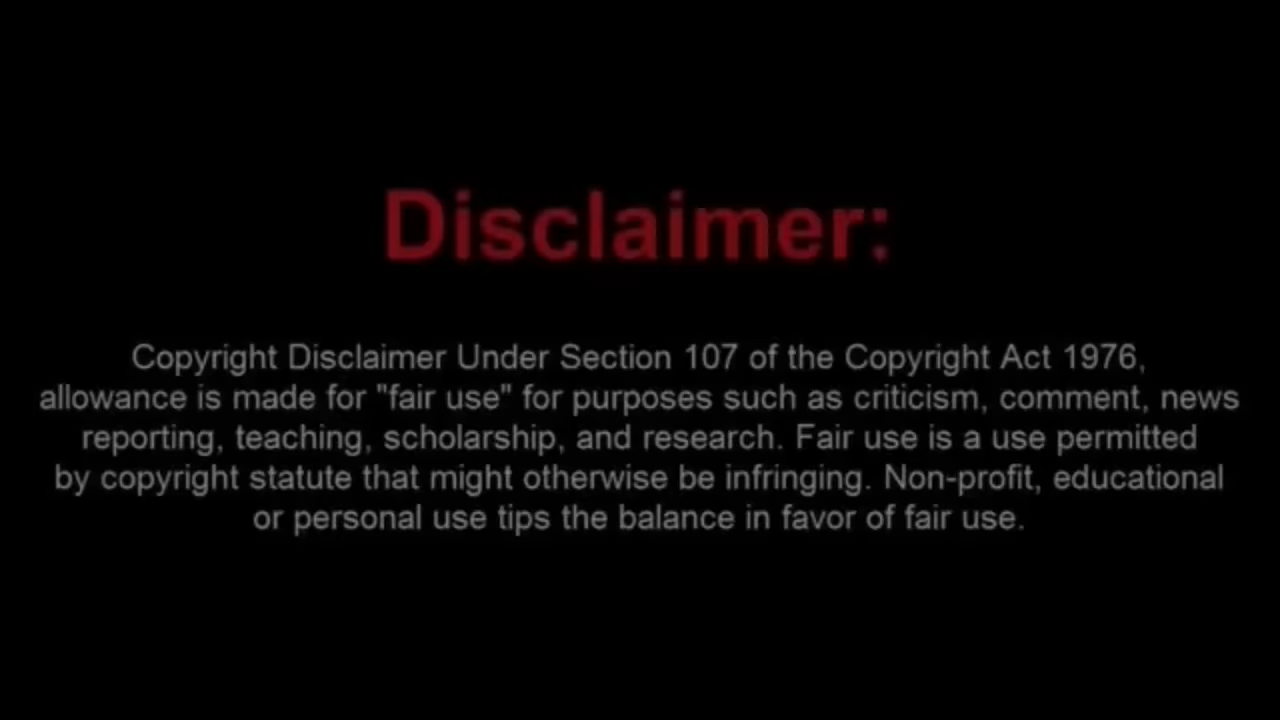 Disclaimer:
Copyright Disclaimer Under Section 107 of the Copyright Act 1976,
allowance is made for "fair use" for purposes such as criticism, comment, news
reporting, teaching, scholarship, and research. Fair use is a use permitted
by copyright statute that might otherwise be infringing. Non-profit, educational
or personal use tips the balance in favor of fair use.